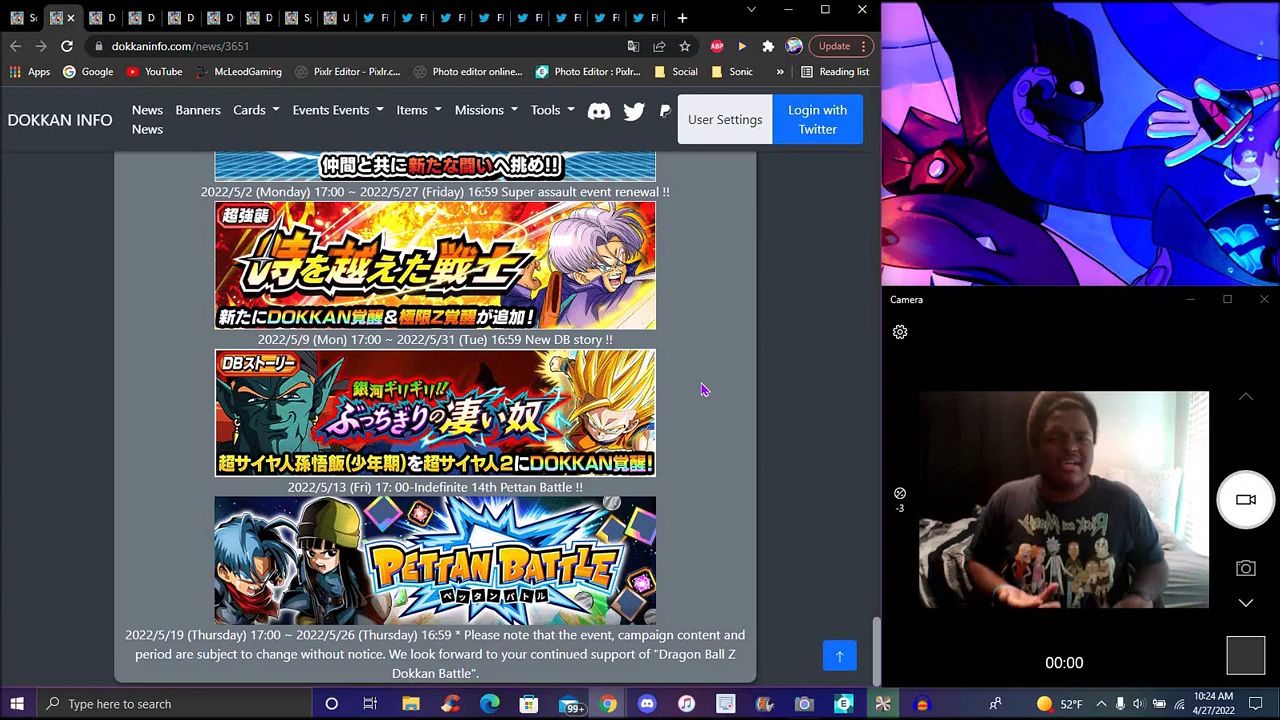 S
D
D
D
D
D
S
U
Fl
Fl
Fl
Fl
Fl
Fl
Fl
Fl
dokkaninfo.com/news/3651
ABP
Update
Apps
Google
YouTube
McLeodGaming
Pixlr Editor - Pixlr.c...
Photo editor online...
Photo Editor : Pixlr...
Social
Sonic
»
Reading list
DOKKAN INFO
News
Banners
Cards
Events Events
Items
Missions
Tools
News
User Settings
Login with
Twitter
仲間と共に新たな闘いへ挑め!!
2022/5/2 (Monday) 17:00 ~ 2022/5/27 (Friday) 16:59 Super assault event renewal !!
超強襲
時を越えた戦士
新たにDOKKAN覚醒&極限Z覚醒が追加!
2022/5/9 (Mon) 17:00 ~ 2022/5/31 (Tue) 16:59 New DB story !!
DBストーリー
銀河ギリギリ!!
ぶっちぎりの凄い奴
超サイヤ人孫悟飯(少年期)を超サイヤ人2にDOKKAN覚醒!
2022/5/13 (Fri) 17: 00-Indefinite 14th Pettan Battle !!
PETTAN BATTLE
ペッタンバトル
2022/5/19 (Thursday) 17:00 ~ 2022/5/26 (Thursday) 16:59 * Please note that the event, campaign content and
period are subject to change without notice. We look forward to your continued support of "Dragon Ball Z
Dokkan Battle".
Camera
-3
00:00
Type here to search
99+
52°F
10:24 AM
4/27/2022